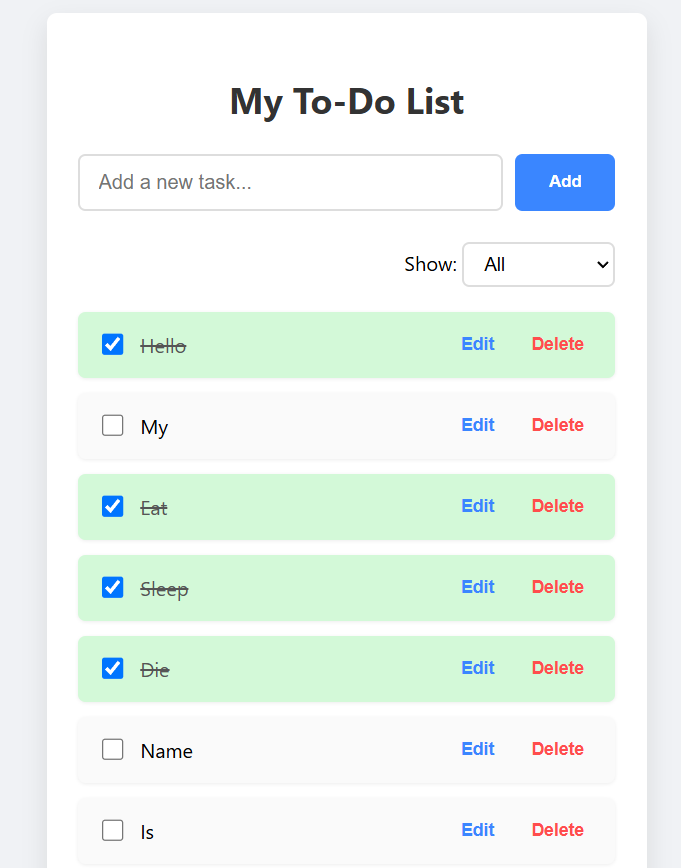 My To-Do List
Add a new task... Add
Show: All
Hello Edit Delete
My Edit Delete
Eat Edit Delete
Sleep Edit Delete
Die Edit Delete
Name Edit Delete
Is Edit Delete